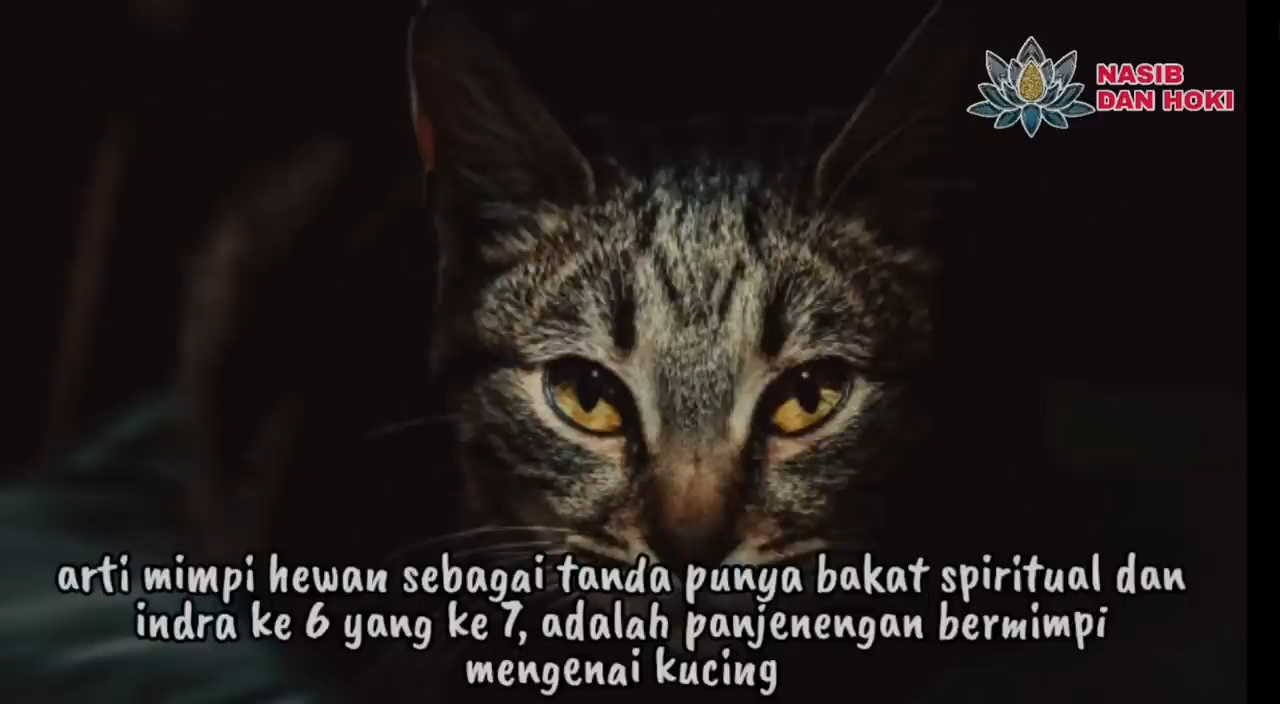 NASIB
DAN HOKI
arti mimpi hewan sebagai tanda punya bakat spiritual dan
indra ke 6 yang ke 7, adalah panjenengan bermimpi
mengenai kucing